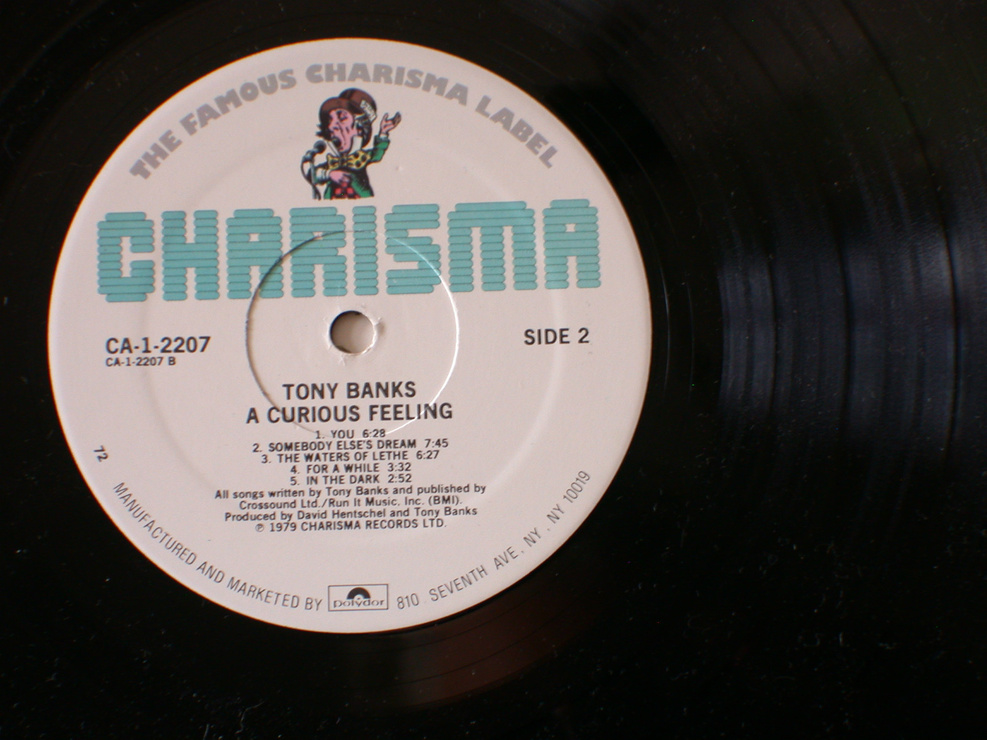 THE FAMOUS CHARISMA LABEL
CHARISMA
CA-1-2207
CA-1-2207 B
SIDE 2
TONY BANKS
A CURIOUS FEELING
1. YOU 6:28
2. SOMEBODY ELSE'S DREAM 7:45
3. THE WATERS OF LETHE 6:27
4. FOR A WHILE 3:32
5. IN THE DARK 2:52
All songs written by Tony Banks and published by
Crossound Ltd./Run It Music, Inc. (BMI).
Produced by David Hentschel and Tony Banks
℗ 1979 CHARISMA RECORDS LTD.
72
MANUFACTURED AND MARKETED BY polydor 810 SEVENTH AVE. NY. NY 10019